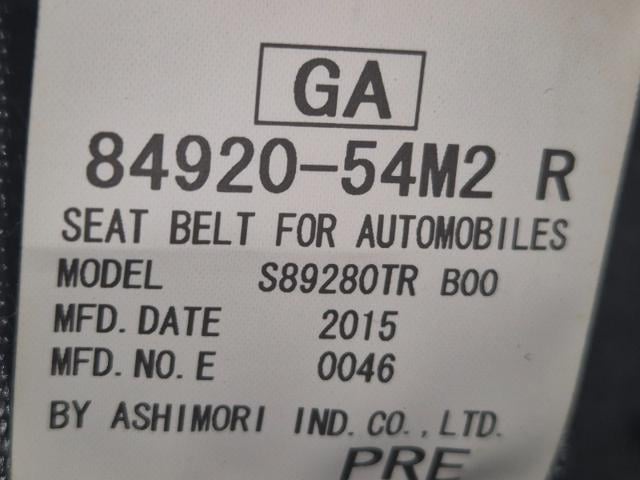 GA
84920-54M2 R
SEAT BELT FOR AUTOMOBILES
MODEL S89280TR B00
MFD. DATE 2015
MFD. NO. E 0046
BY ASHIMORI IND. CO., LTD.
PRE